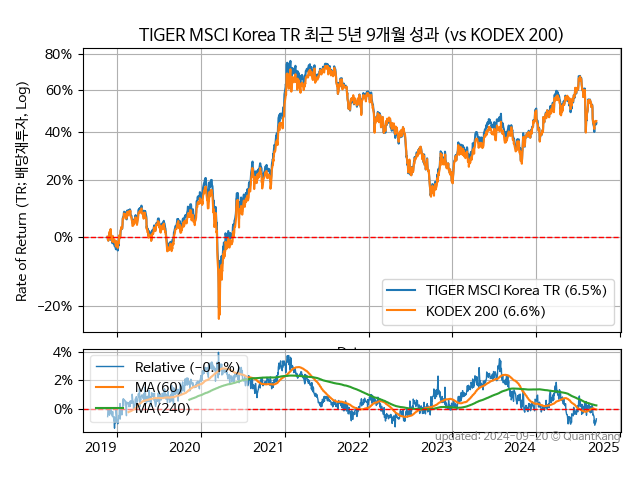 TIGER MSCI Korea TR 최근 5년 9개월 성과 (vs KODEX 200)
Rate of Return (TR: 배당재투자, Log)
80%
60%
40%
20%
0%
−20%
TIGER MSCI Korea TR (6.5%)
KODEX 200 (6.6%)
4%
2%
0%
Relative (−0.1%)
MA(60)
MA(240)
updated: 2024-09-20 © QuantKang
2019
2020
2021
2022
2023
2024
2025